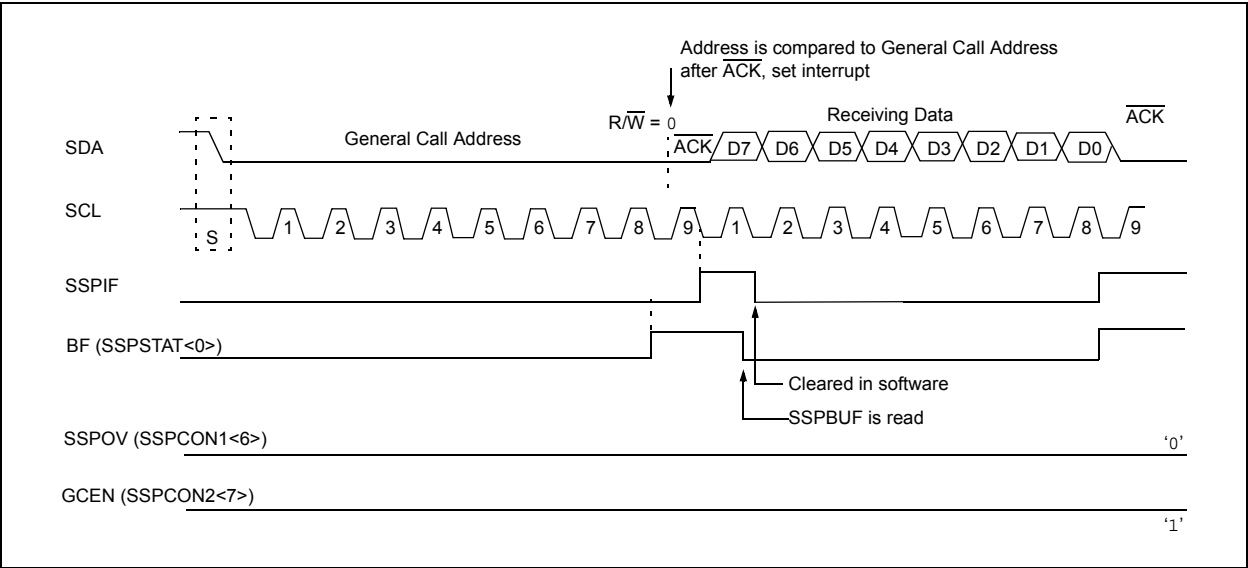 Address is compared to General Call Address
after ACK, set interrupt
R/W = 0
Receiving Data
ACK
SDA
General Call Address
ACK D7 D6 D5 D4 D3 D2 D1 D0
SCL
S
1 2 3 4 5 6 7 8 9 1 2 3 4 5 6 7 8 9
SSPIF
BF (SSPSTAT<0>)
Cleared in software
SSPBUF is read
SSPOV (SSPCON1<6>)
‘0’
GCEN (SSPCON2<7>)
‘1’